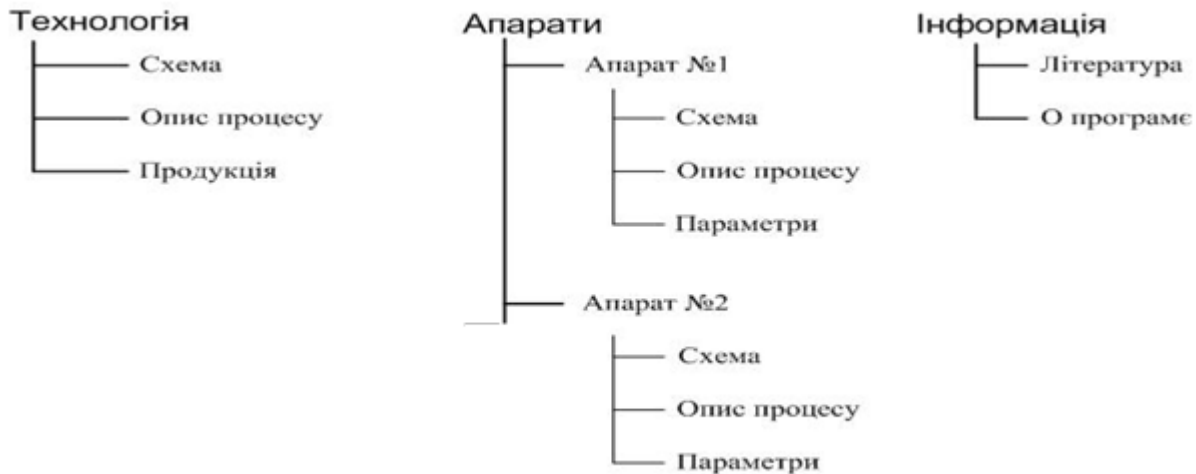 Технологія
Схема
Опис процесу
Продукція
Апарати
Апарат №1
Схема
Опис процесу
Параметри
Апарат №2
Схема
Опис процесу
Параметри
Інформація
Література
О програмє